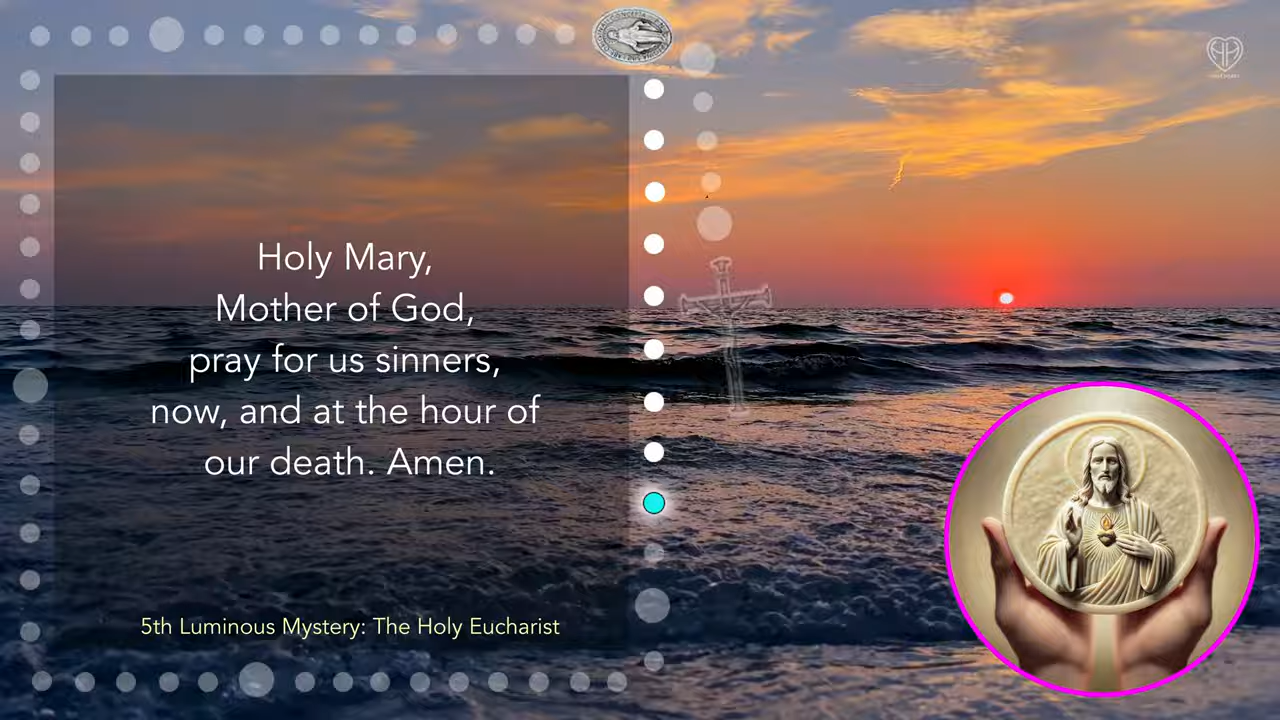 Holy Mary,
Mother of God,
pray for us sinners,
now, and at the hour of
our death. Amen.
5th Luminous Mystery: The Holy Eucharist